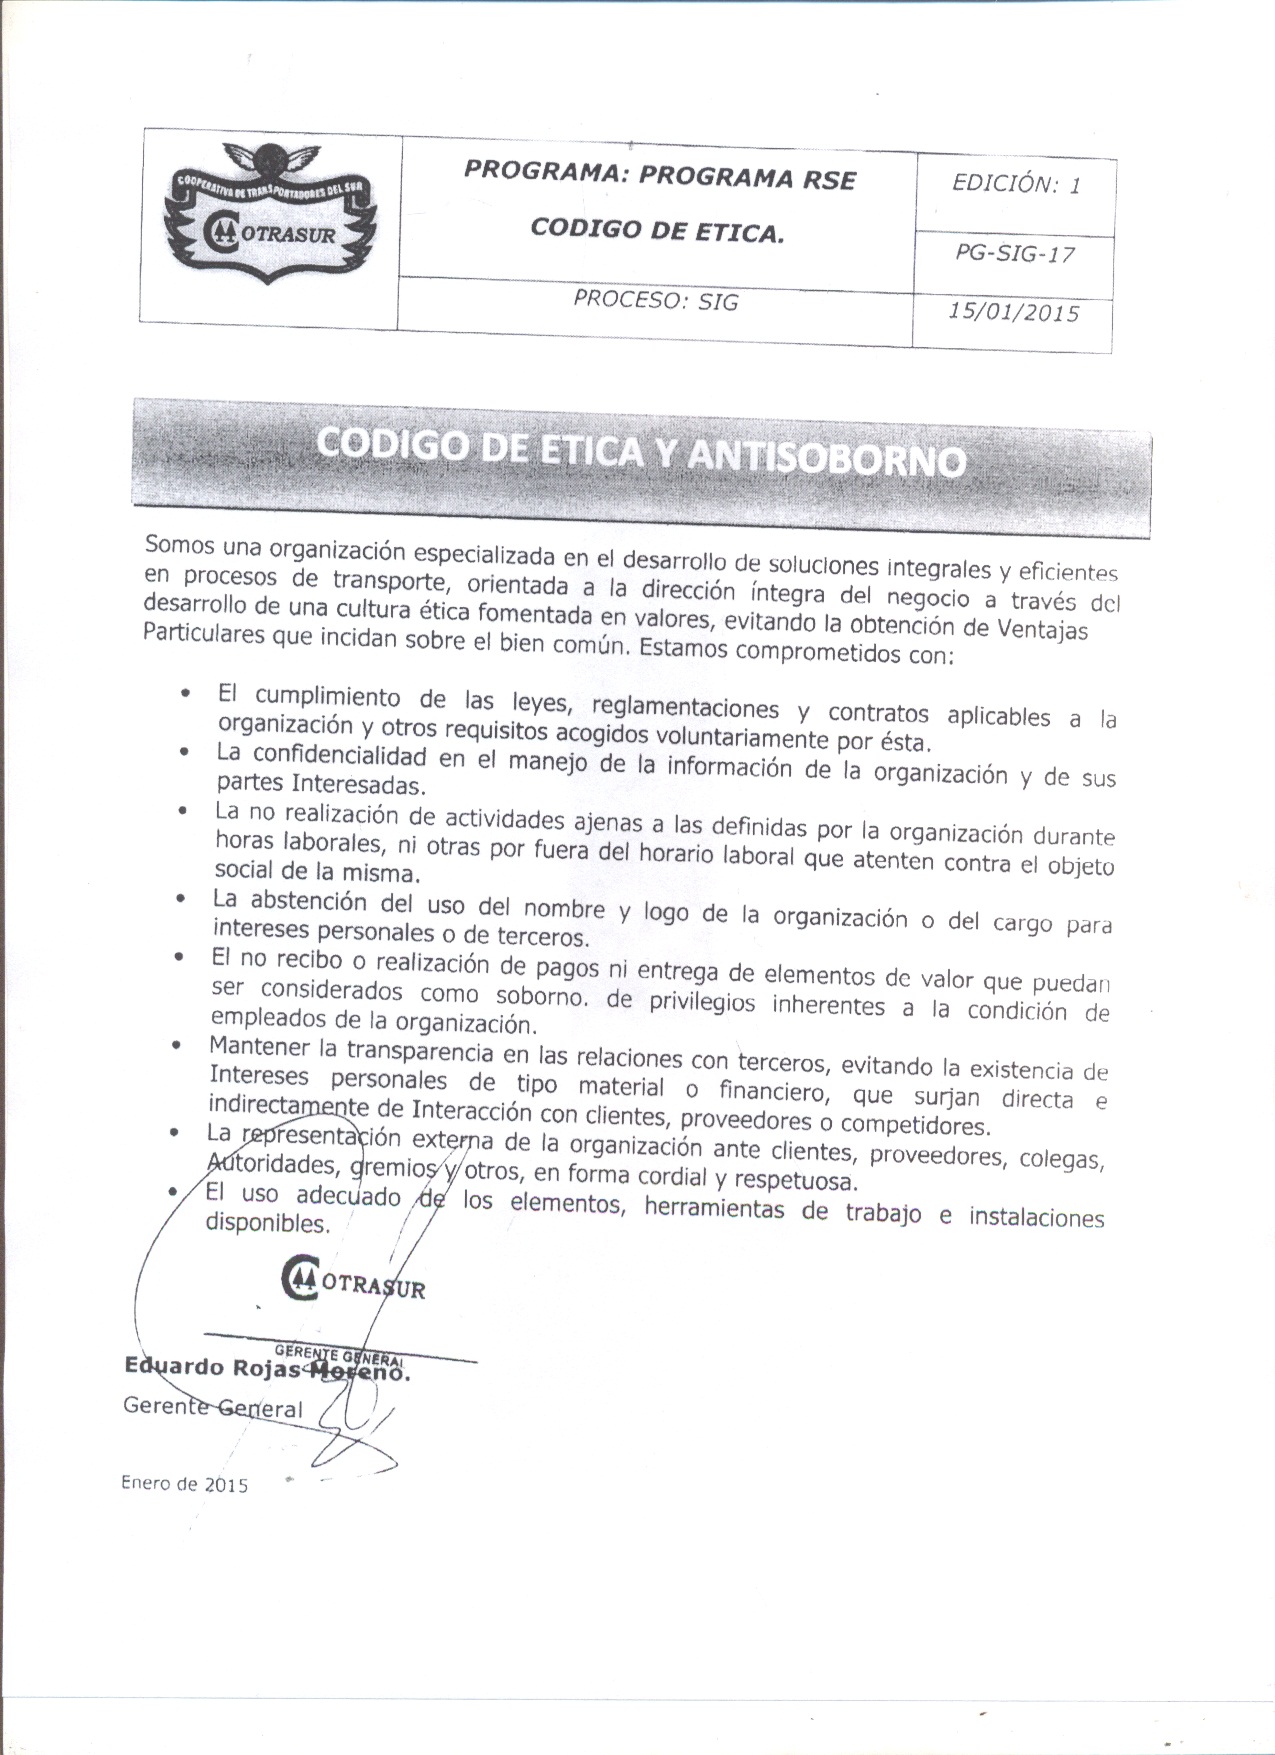 COOPERATIVA DE TRANSPORTADORES DEL SUR
COTRASUR
PROGRAMA: PROGRAMA RSE
CODIGO DE ETICA.
PROCESO: SIG
EDICIÓN: 1
PG-SIG-17
15/01/2015
CODIGO DE ETICA Y ANTISOBORNO
Somos una organización especializada en el desarrollo de soluciones integrales y eficientes
en procesos de transporte, orientada a la dirección íntegra del negocio a través del
desarrollo de una cultura ética fomentada en valores, evitando la obtención de Ventajas
Particulares que incidan sobre el bien común. Estamos comprometidos con:
• El cumplimiento de las leyes, reglamentaciones y contratos aplicables a la
organización y otros requisitos acogidos voluntariamente por ésta.
• La confidencialidad en el manejo de la información de la organización y de sus
partes Interesadas.
• La no realización de actividades ajenas a las definidas por la organización durante
horas laborales, ni otras por fuera del horario laboral que atenten contra el objeto
social de la misma.
• La abstención del uso del nombre y logo de la organización o del cargo para
intereses personales o de terceros.
• El no recibo o realización de pagos ni entrega de elementos de valor que puedan
ser considerados como soborno. de privilegios inherentes a la condición de
empleados de la organización.
• Mantener la transparencia en las relaciones con terceros, evitando la existencia de
Intereses personales de tipo material o financiero, que surjan directa e
indirectamente de Interacción con clientes, proveedores o competidores.
• La representación externa de la organización ante clientes, proveedores, colegas,
Autoridades, gremios y otros, en forma cordial y respetuosa.
• El uso adecuado de los elementos, herramientas de trabajo e instalaciones
disponibles.
COTRASUR
GERENTE GENERAL
Eduardo Rojas Moreno.
Gerente General
Enero de 2015